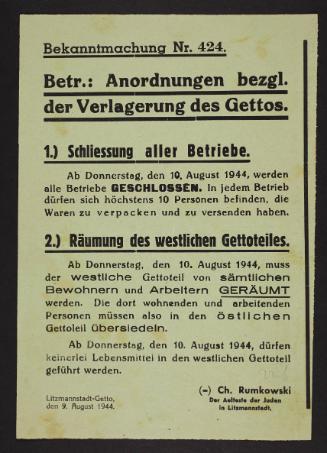 Bekanntmachung Nr. 424.
Betr.: Anordnungen bezgl.
der Verlagerung des Gettos.
1.) Schliessung aller Betriebe.
Ab Donnerstag, den 10. August 1944, werden
alle Betriebe GESCHLOSSEN. In jedem Betrieb
dürfen sich höchstens 10 Personen befinden, die
Waren zu verpacken und zu versenden haben.
2.) Räumung des westlichen Gettoteiles.
Ab Donnerstag, den 10. August 1944, muss
der westliche Gettoteil von sämtlichen
Bewohnern und Arbeitern GERÄUMT
werden. Die dort wohnenden und arbeitenden
Personen müssen also in den östlichen
Gettoteil übersiedeln.
Ab Donnerstag, den 10. August 1944, dürfen
keinerlei Lebensmittel in den westlichen Gettoteil
geführt werden.
(-) Ch. Rumkowski
Der Aelteste der Juden
in Litzmannstadt.
Litzmannstadt-Getto,
den 9. August 1944.